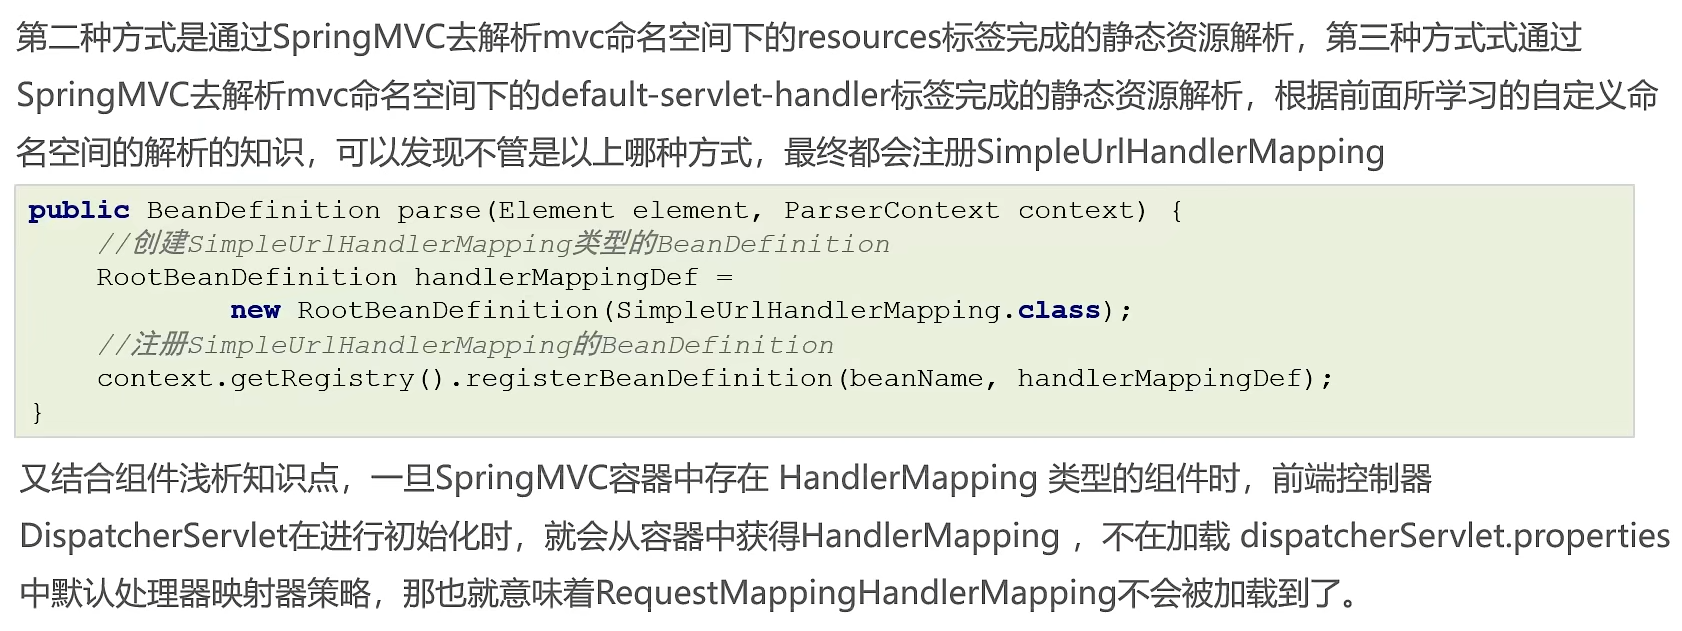 第二种方式是通过SpringMVC去解析mvc命名空间下的resources标签完成的静态资源解析，第三种方式式通过
SpringMVC去解析mvc命名空间下的default-servlet-handler标签完成的静态资源解析，根据前面所学习的自定义命
名空间的解析的知识，可以发现不管是以上哪种方式，最终都会注册SimpleUrlHandlerMapping
public BeanDefinition parse(Element element, ParserContext context) {
    //创建SimpleUrlHandlerMapping类型的BeanDefinition
    RootBeanDefinition handlerMappingDef =
            new RootBeanDefinition(SimpleUrlHandlerMapping.class);
    //注册SimpleUrlHandlerMapping的BeanDefinition
    context.getRegistry().registerBeanDefinition(beanName, handlerMappingDef);
}
又结合组件浅析知识点，一旦SpringMVC容器中存在 HandlerMapping 类型的组件时，前端控制器
DispatcherServlet在进行初始化时，就会从容器中获得HandlerMapping ，不在加载 dispatcherServlet.properties
中默认处理器映射器策略，那也就意味着RequestMappingHandlerMapping不会被加载到了。